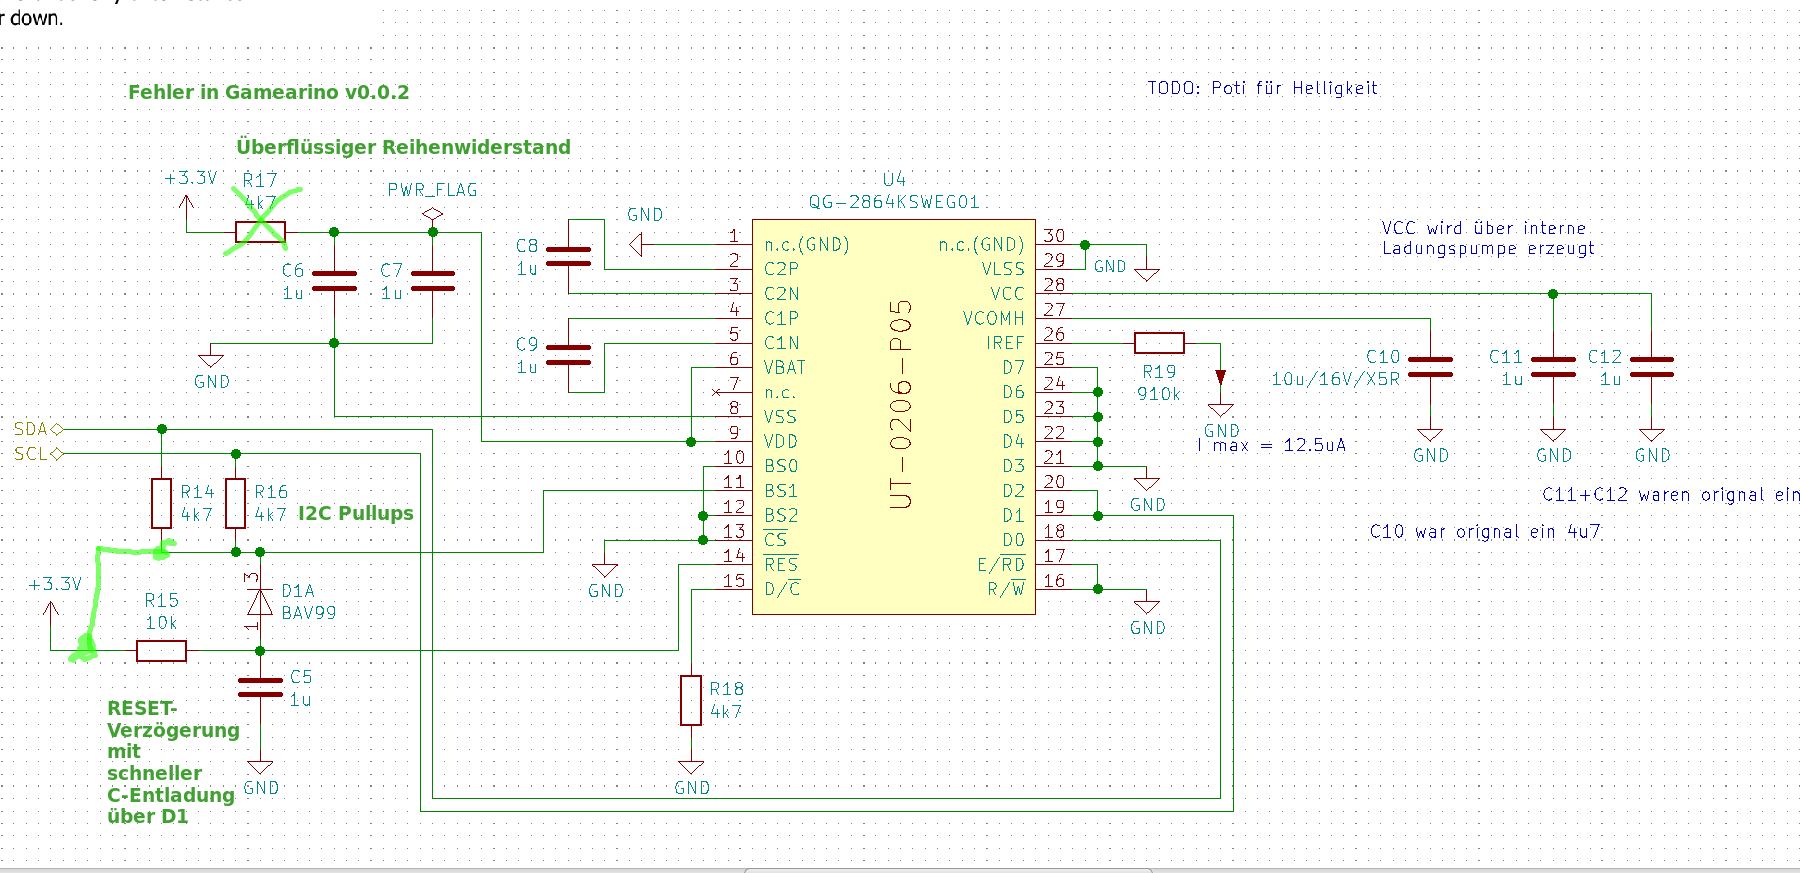 r down.
Fehler in Gamearino v0.0.2
TODO: Poti für Helligkeit
Überflüssiger Reihenwiderstand
+3.3V
R17
4k7
PWR_FLAG
C6
1u
C7
1u
GND
C8
1u
C9
1u
GND
U4
QG-2864KSWEG01
UT-0206-P05
1 n.c.(GND)
2 C2P
3 C2N
4 C1P
5 C1N
6 VBAT
7 n.c.
8 VSS
9 VDD
10 BS0
11 BS1
12 BS2
13 CS
14 RES
15 D/C
n.c.(GND) 30
VLSS 29
VCC 28
VCOMH 27
IREF 26
D7 25
D6 24
D5 23
D4 22
D3 21
D2 20
D1 19
D0 18
E/RD 17
R/W 16
GND
VCC wird über interne
Ladungspumpe erzeugt
R19
910k
GND
I max = 12.5uA
C10
10u/16V/X5R
GND
C11
1u
GND
C12
1u
GND
C11+C12 waren orignal ein
C10 war orignal ein 4u7
GND
GND
SDA
SCL
R14
4k7
R16
4k7
I2C Pullups
+3.3V
R15
10k
3
D1A
BAV99
1
C5
1u
GND
RESET-
Verzögerung
mit
schneller
C-Entladung
über D1
GND
R18
4k7
GND